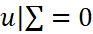 u|∑ = 0